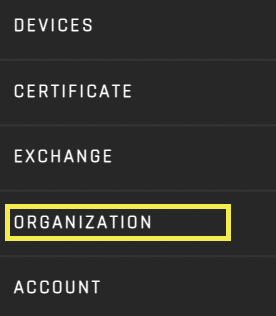 DEVICES
CERTIFICATE
EXCHANGE
ORGANIZATION
ACCOUNT